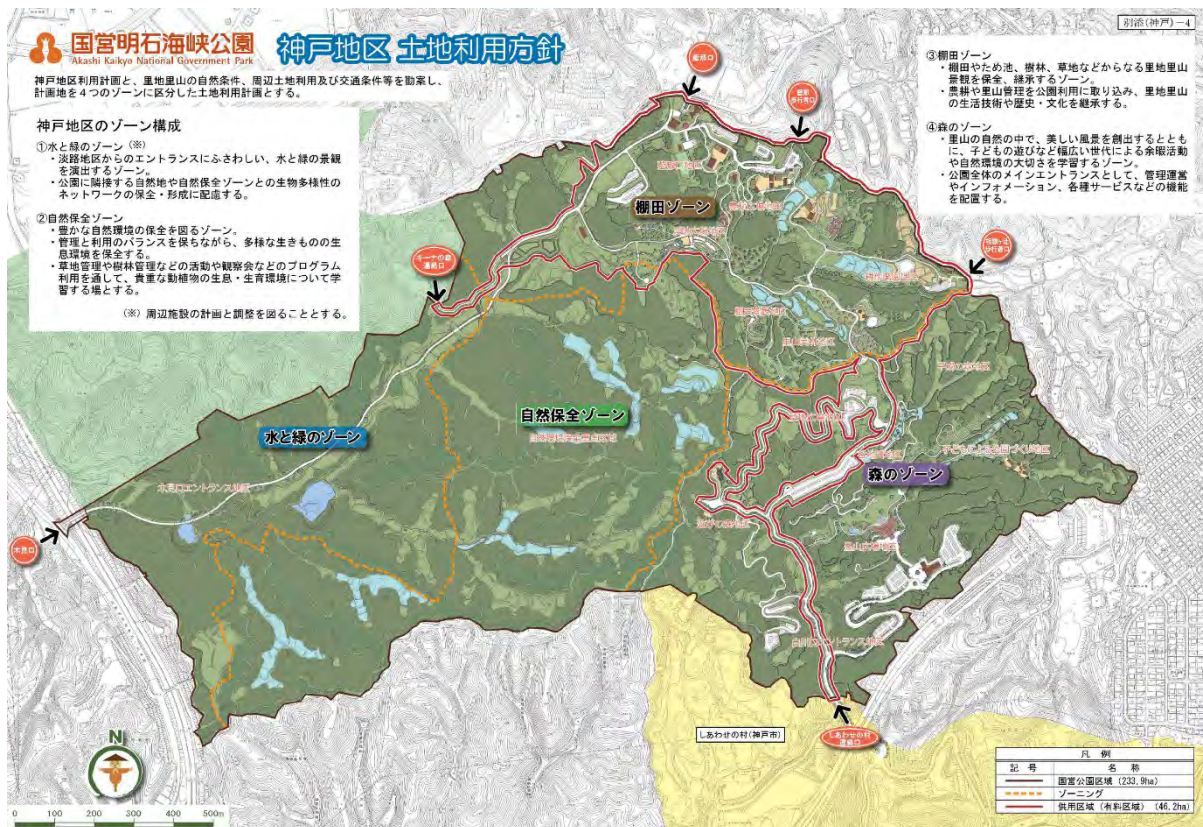 別添(神戸)－4
国営明石海峡公園
Akashi Kaikyo National Government Park
神戸地区 土地利用方針
神戸地区利用計画と、里地里山の自然条件、周辺土地利用及び交通条件等を勘案し、
計画地を４つのゾーンに区分した土地利用計画とする。
神戸地区のゾーン構成
①水と緑のゾーン（※）
・淡路地区からのエントランスにふさわしい、水と緑の景観
を演出するゾーン。
・公園に隣接する自然地や自然保全ゾーンとの生物多様性の
ネットワークの保全・形成に配慮する。
②自然保全ゾーン
・豊かな自然環境の保全を図るゾーン。
・管理と利用のバランスを保ちながら、多様な生きものの生
息環境を保全する。
・草地管理や樹林管理などの活動や観察会などのプログラム
利用を通して、貴重な動植物の生息・生育環境について学
習する場とする。
（※）周辺施設の計画と調整を図ることとする。
③棚田ゾーン
・棚田やため池、樹林、草地などからなる里地里山
景観を保全、継承するゾーン。
・農耕や里山管理を公園利用に取り込み、里地里山
の生活技術や歴史・文化を継承する。
④森のゾーン
・里山の自然の中で、美しい風景を創出するととも
に、子どもの遊びなど幅広い世代による余暇活動
や自然環境の大切さを学習するゾーン。
・公園全体のメインエントランスとして、管理運営
やインフォメーション、各種サービスなどの機能
を配置する。
藍那口
キーナの森
連絡口
棚田ゾーン
自然保全ゾーン
水と緑のゾーン
木見口エントランス地区
木見口
森のゾーン
しあわせの村(神戸市)
しあわせの村
連絡口
N
0 100 200 300 400 500m
凡 例
記 号 名 称
国営公園区域 (233.9ha)
ゾーニング
供用区域（有料区域） (46.2ha)